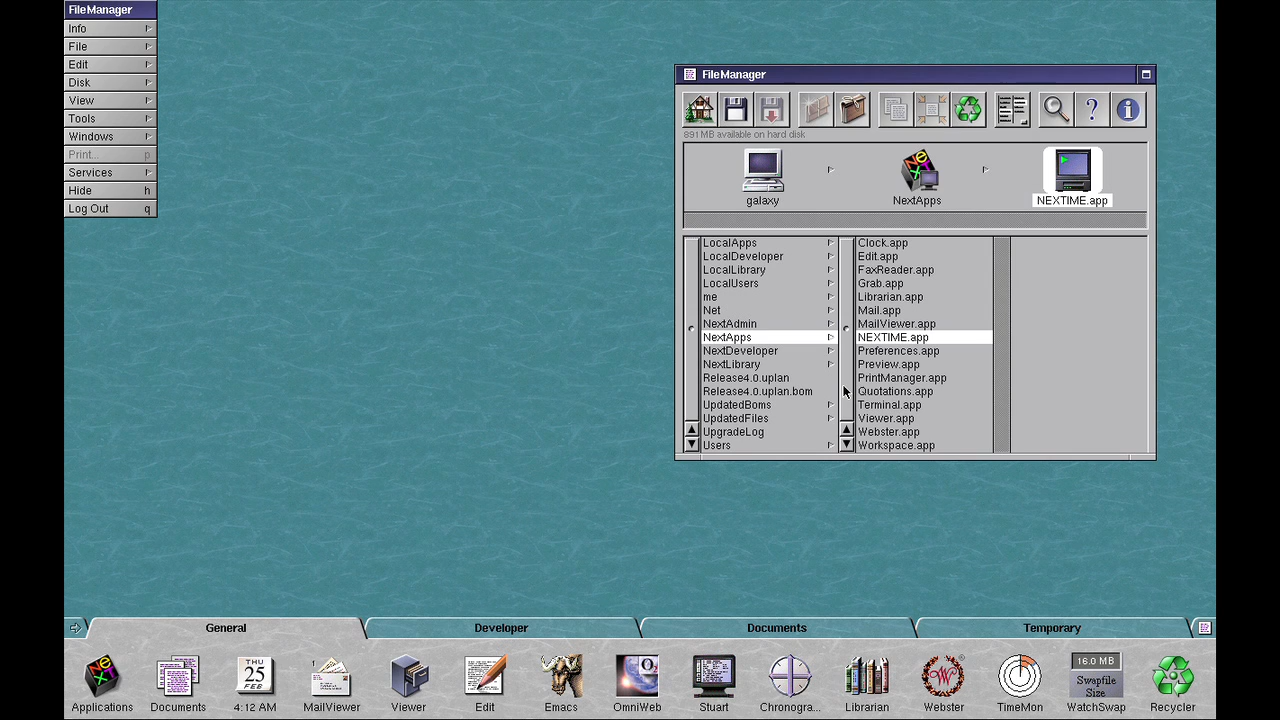 FileManager
Info
File
Edit
Disk
View
Tools
Windows
Print... p
Services
Hide h
Log Out q
FileManager
891 MB available on hard disk
galaxy
NextApps
NEXTIME.app
LocalApps
LocalDeveloper
LocalLibrary
LocalUsers
me
Net
NextAdmin
NextApps
NextDeveloper
NextLibrary
Release4.0.uplan
Release4.0.uplan.bom
UpdatedBoms
UpdatedFiles
UpgradeLog
Users
Clock.app
Edit.app
FaxReader.app
Grab.app
Librarian.app
Mail.app
MailViewer.app
NEXTIME.app
Preferences.app
Preview.app
PrintManager.app
Quotations.app
Terminal.app
Viewer.app
Webster.app
Workspace.app
General
Developer
Documents
Temporary
THU
25
FEB
16.0 MB
Swapfile
Size
Applications
Documents
4:12 AM
MailViewer
Viewer
Edit
Emacs
OmniWeb
Stuart
Chronogra...
Librarian
Webster
TimeMon
WatchSwap
Recycler